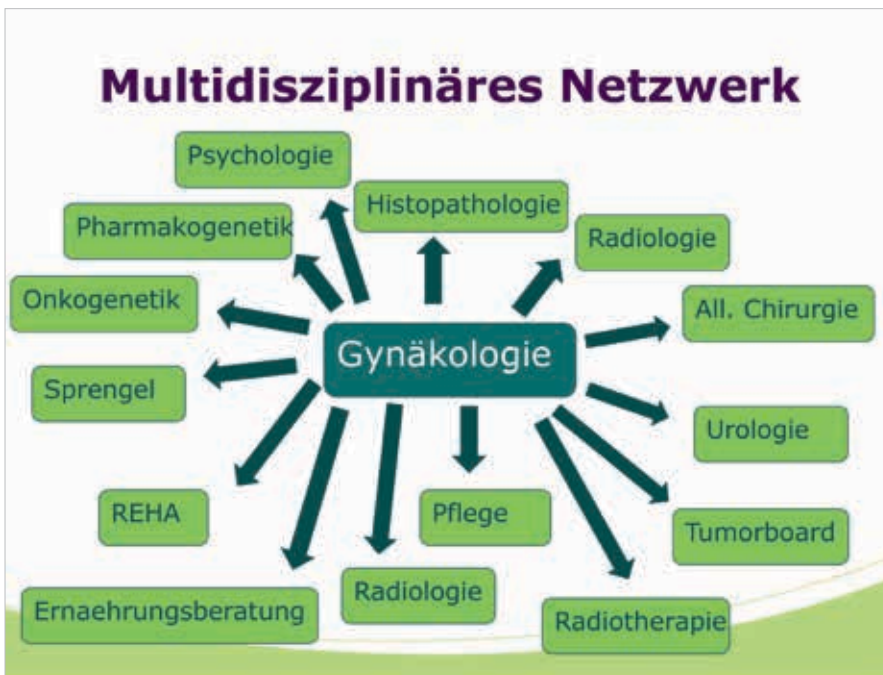 Multidisziplinäres Netzwerk
Psychologie
Histopathologie
Pharmakogenetik
Radiologie
Onkogenetik
All. Chirurgie
Gynäkologie
Sprengel
Urologie
REHA
Pflege
Tumorboard
Ernaehrungsberatung
Radiologie
Radiotherapie